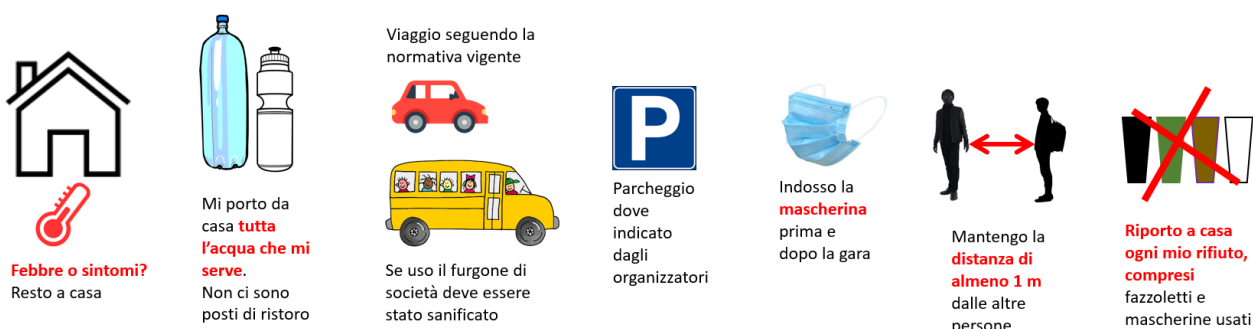 Febbre o sintomi?
Resto a casa
Mi porto da
casa tutta
l'acqua che mi
serve.
Non ci sono
posti di ristoro
Viaggio seguendo la
normativa vigente
Se uso il furgone di
società deve essere
stato sanificato
P
Parcheggio
dove
indicato
dagli
organizzatori
Indosso la
mascherina
prima e
dopo la gara
Mantengo la
distanza di
almeno 1 m
dalle altre
persone
Riporto a casa
ogni mio rifiuto,
compresi
fazzoletti e
mascherine usati